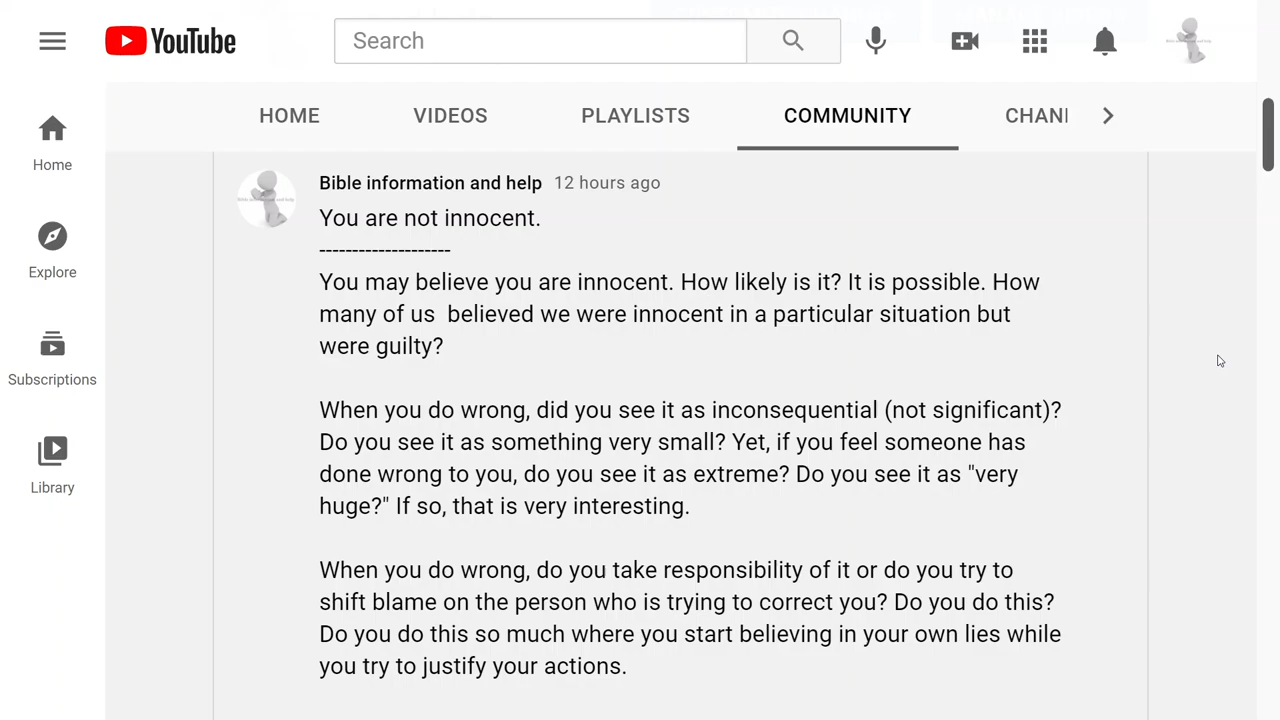 YouTube
Search
HOME
VIDEOS
PLAYLISTS
COMMUNITY
CHAN
Home
Explore
Subscriptions
Library
Bible information and help 12 hours ago
You are not innocent.
--------------------
You may believe you are innocent. How likely is it? It is possible. How
many of us  believed we were innocent in a particular situation but
were guilty?
When you do wrong, did you see it as inconsequential (not significant)?
Do you see it as something very small? Yet, if you feel someone has
done wrong to you, do you see it as extreme? Do you see it as "very
huge?" If so, that is very interesting.
When you do wrong, do you take responsibility of it or do you try to
shift blame on the person who is trying to correct you? Do you do this?
Do you do this so much where you start believing in your own lies while
you try to justify your actions.